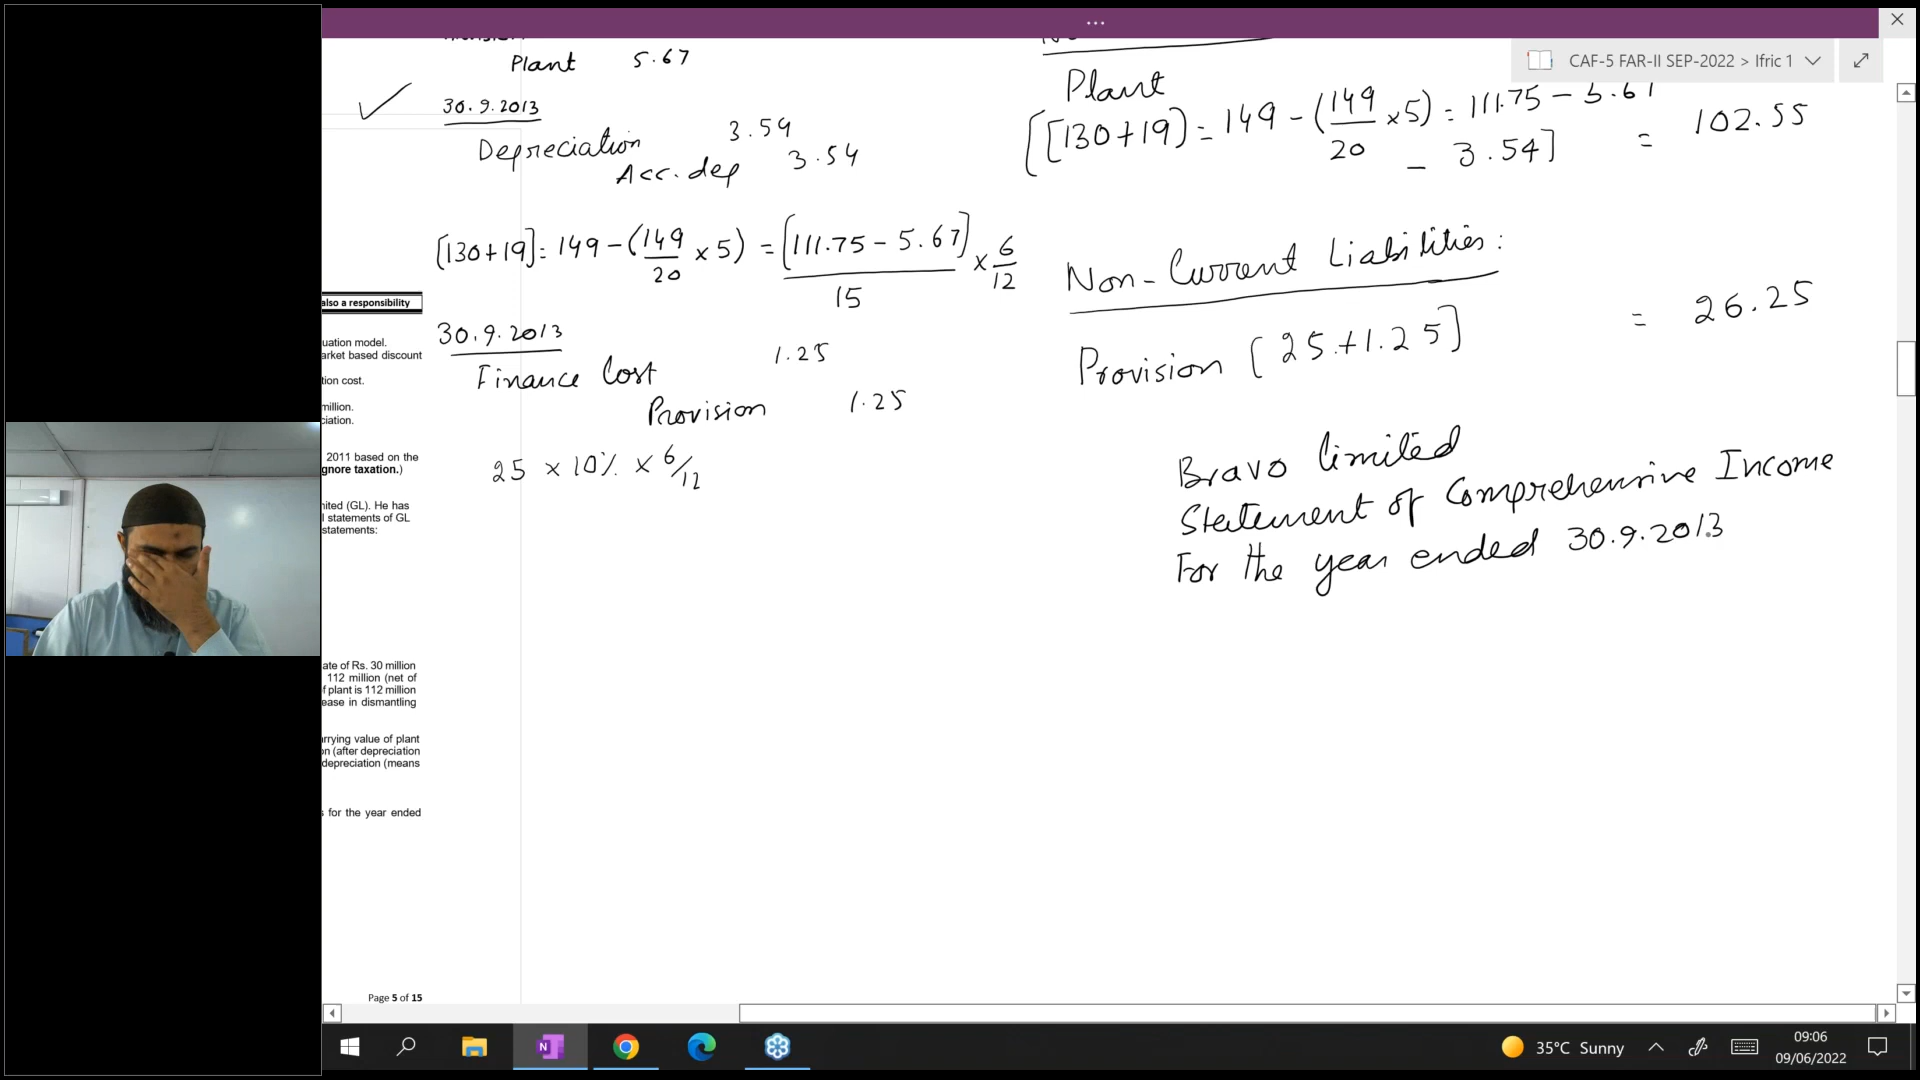 CAF-5 FAR-II SEP-2022 > Ifric 1
Plant 5.67
30.9.2013
Depreciation 3.54
Acc. dep 3.54
[130+19] = 149 - (149/20 × 5) = [111.75 - 5.67]/15 × 6/12
30.9.2013
Finance Cost 1.25
Provision 1.25
25 × 10% × 6/12
Plant
[[130+19] = 149 - (149/20 × 5) = 111.75 - 5.67
- 3.54] = 102.55
Non-Current Liabilities:
Provision [25+1.25] = 26.25
Bravo limited
Statement of Comprehensive Income
For the year ended 30.9.2013
also a responsibility
uation model.
arket based discount
tion cost.
million.
ciation.
2011 based on the
gnore taxation.)
nited (GL). He has
l statements of GL
statements:
ate of Rs. 30 million
112 million (net of
f plant is 112 million
ease in dismantling
arrying value of plant
on (after depreciation
depreciation (means
s for the year ended
Page 5 of 15
35°C Sunny
09:06
09/06/2022